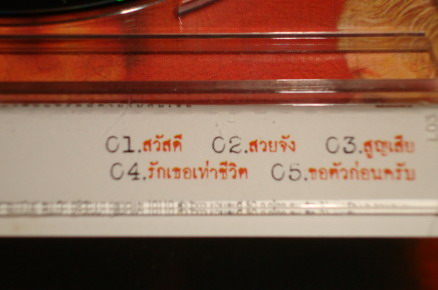 01.สวัสดี 02.สวยจัง 03.สูญเสีย
04.รักเธอเท่าชีวิต 05.ขอตัวก่อนครับ